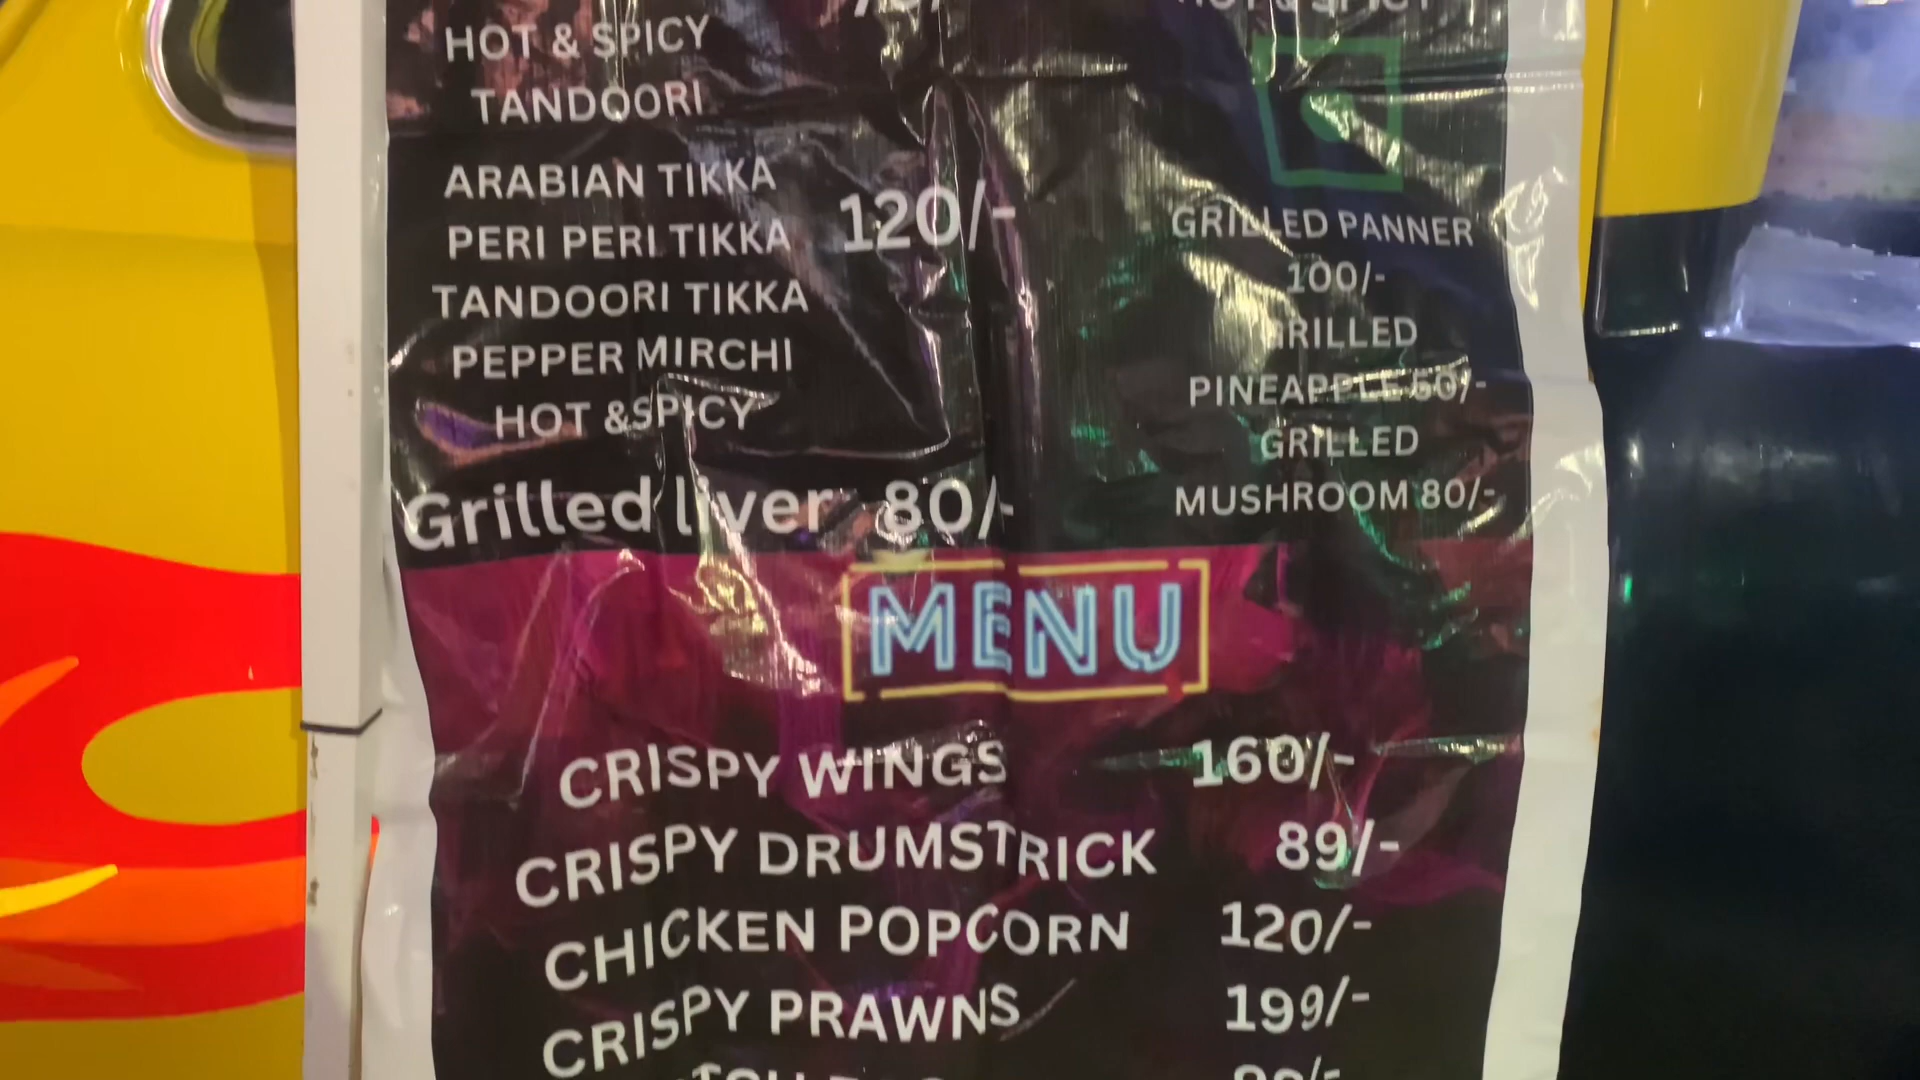 HOT & SPICY
TANDOORI
ARABIAN TIKKA
PERI PERI TIKKA 120/-
TANDOORI TIKKA
PEPPER MIRCHI
HOT &SPICY
Grilled liver 80/-
GRILLED PANNER
100/-
GRILLED
PINEAPPLE 60/-
GRILLED
MUSHROOM 80/-
MENU
CRISPY WINGS 160/-
CRISPY DRUMSTRICK 89/-
CHICKEN POPCORN 120/-
CRISPY PRAWNS 199/-